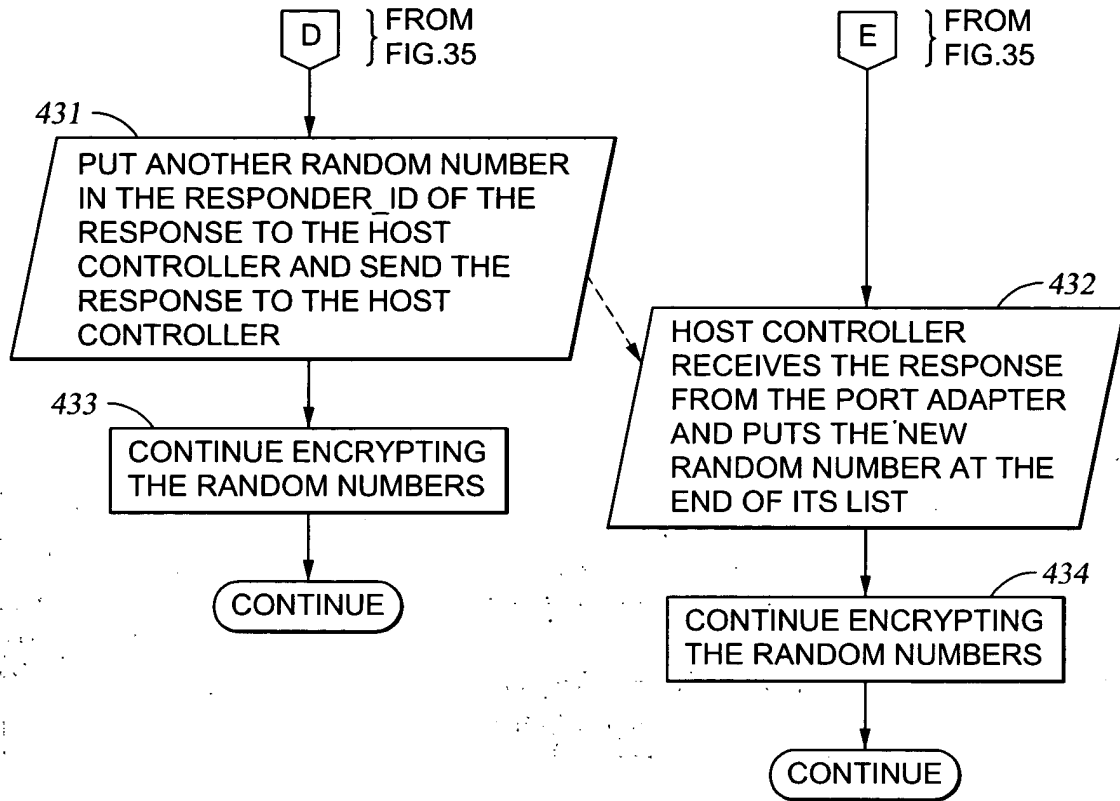 D
FROM
FIG.35
431
PUT ANOTHER RANDOM NUMBER
IN THE RESPONDER_ID OF THE
RESPONSE TO THE HOST
CONTROLLER AND SEND THE
RESPONSE TO THE HOST
CONTROLLER
433
CONTINUE ENCRYPTING
THE RANDOM NUMBERS
CONTINUE
E
FROM
FIG.35
432
HOST CONTROLLER
RECEIVES THE RESPONSE
FROM THE PORT ADAPTER
AND PUTS THE NEW
RANDOM NUMBER AT THE
END OF ITS LIST
434
CONTINUE ENCRYPTING
THE RANDOM NUMBERS
CONTINUE